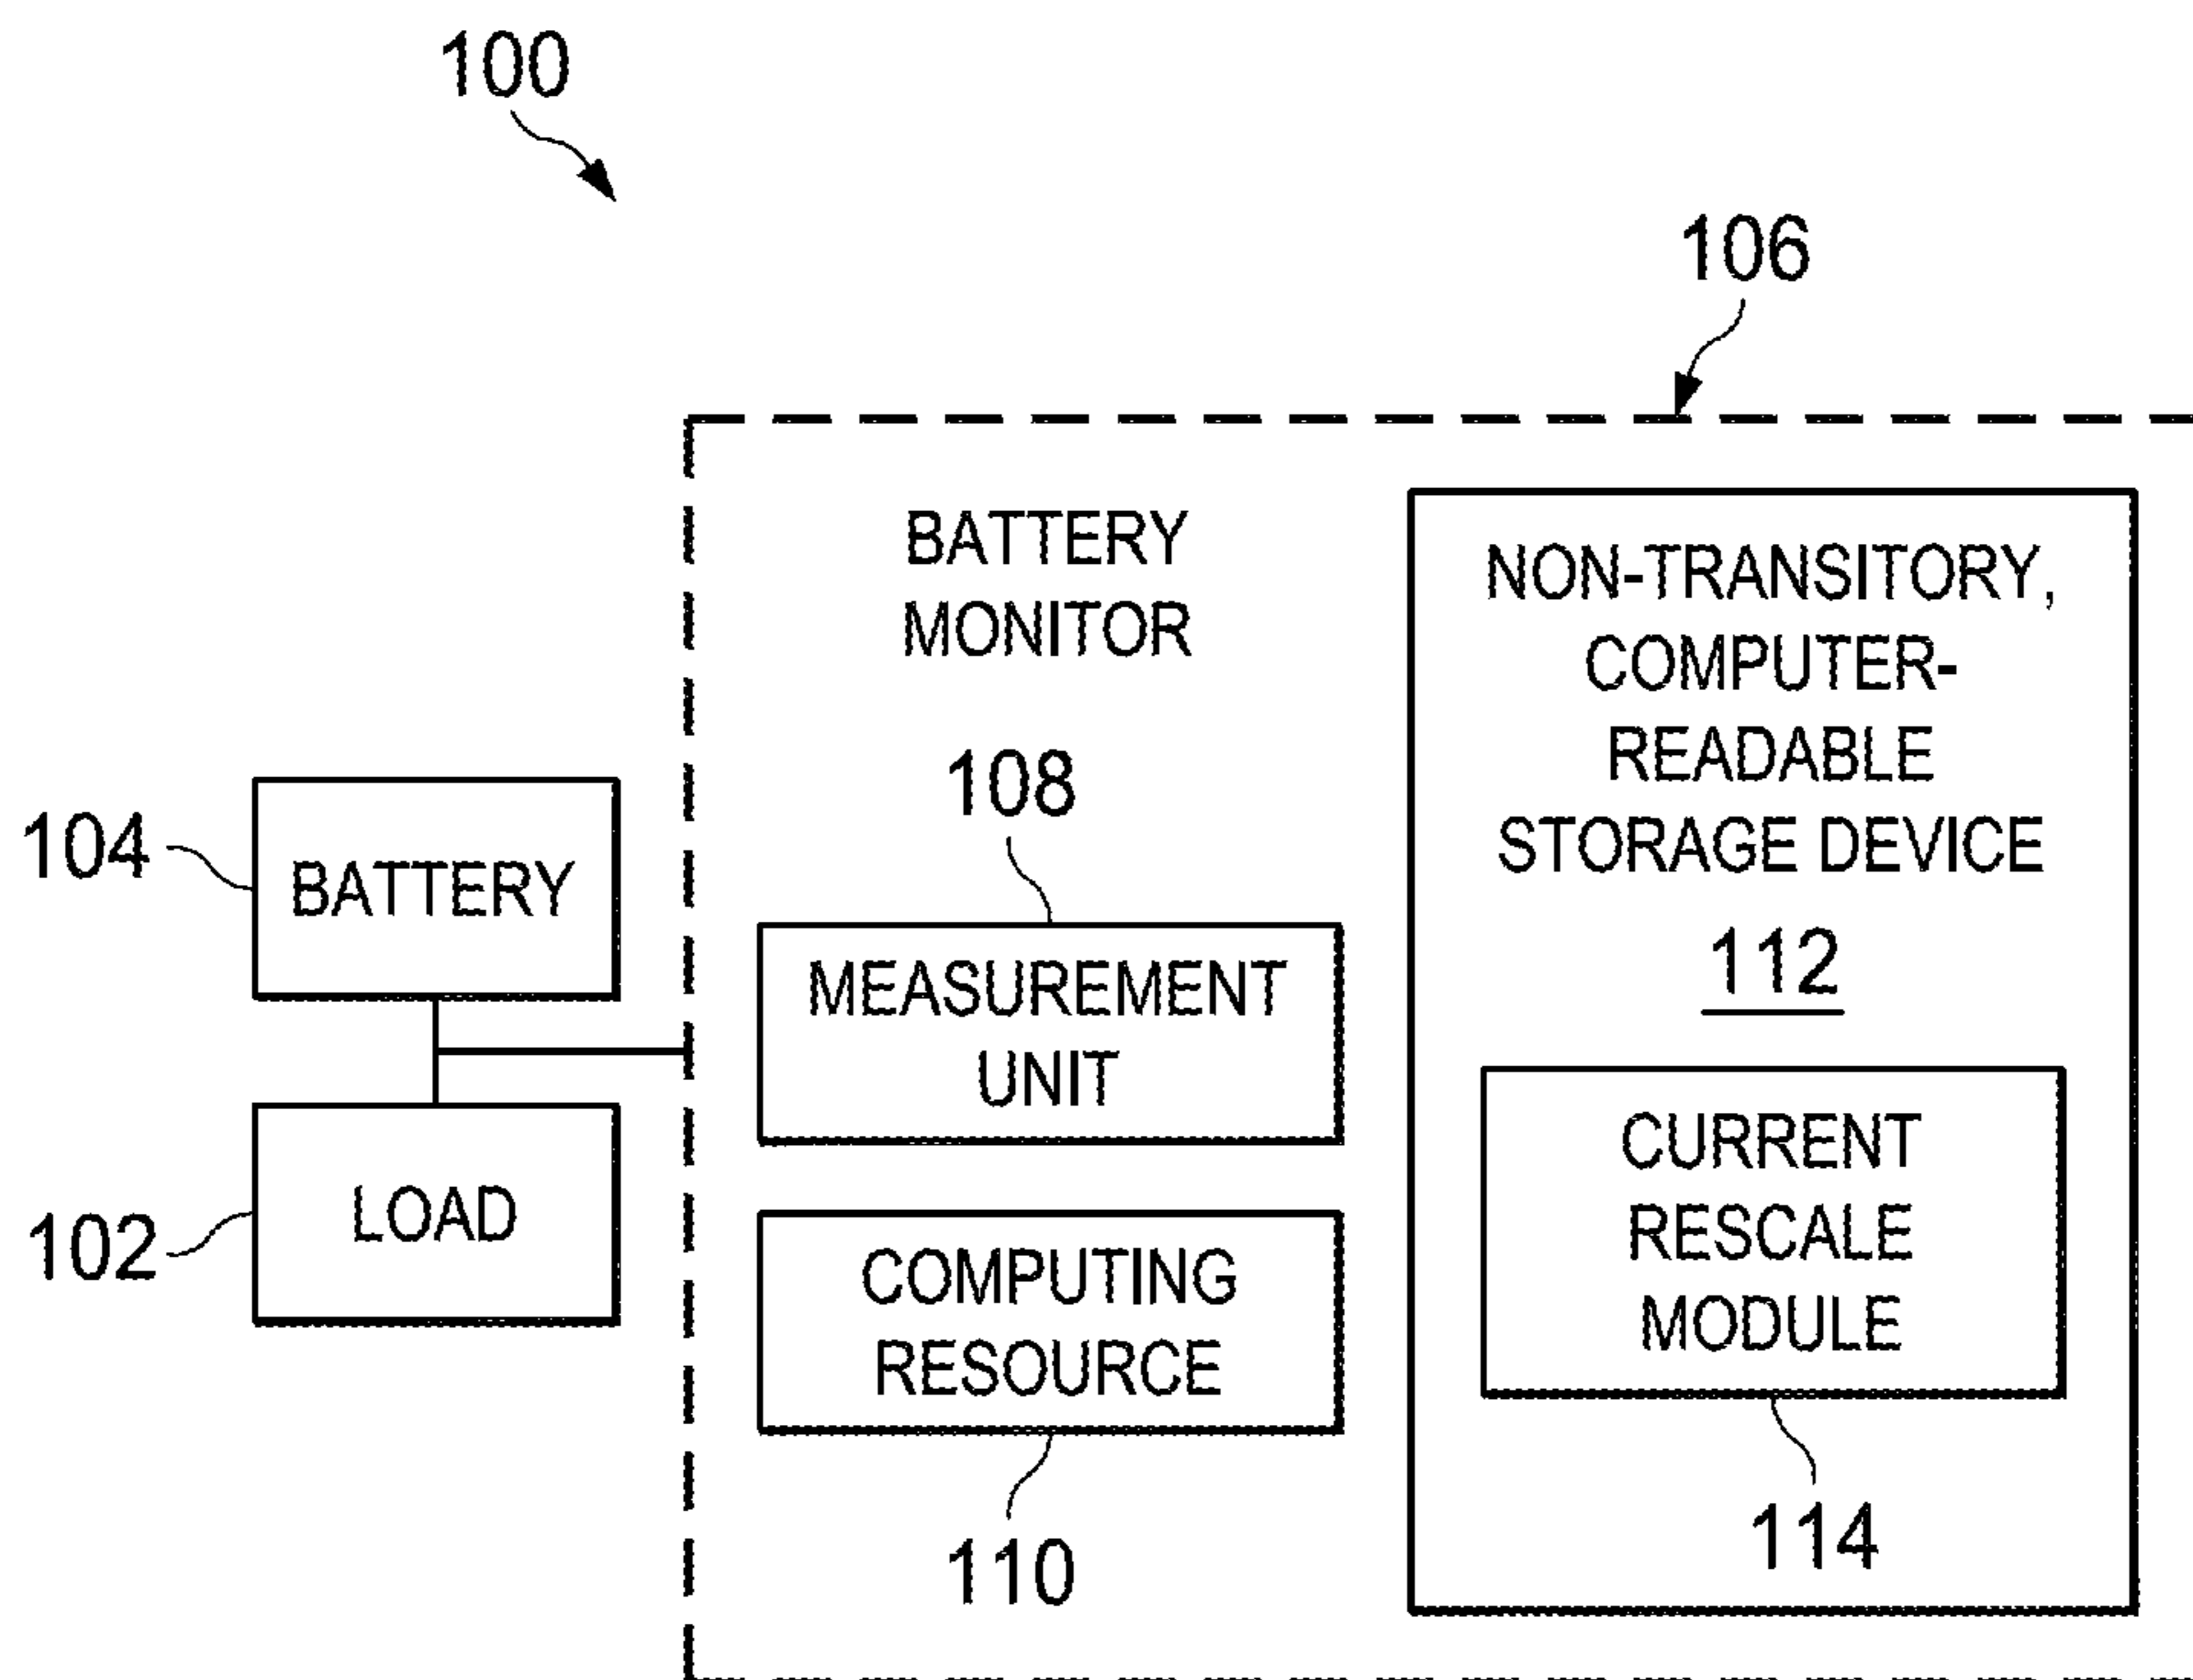 100
106
BATTERY
MONITOR
NON-TRANSITORY,
COMPUTER-
READABLE
STORAGE DEVICE
112
108
104
BATTERY
MEASUREMENT
UNIT
CURRENT
RESCALE
MODULE
102
LOAD
COMPUTING
RESOURCE
110
114